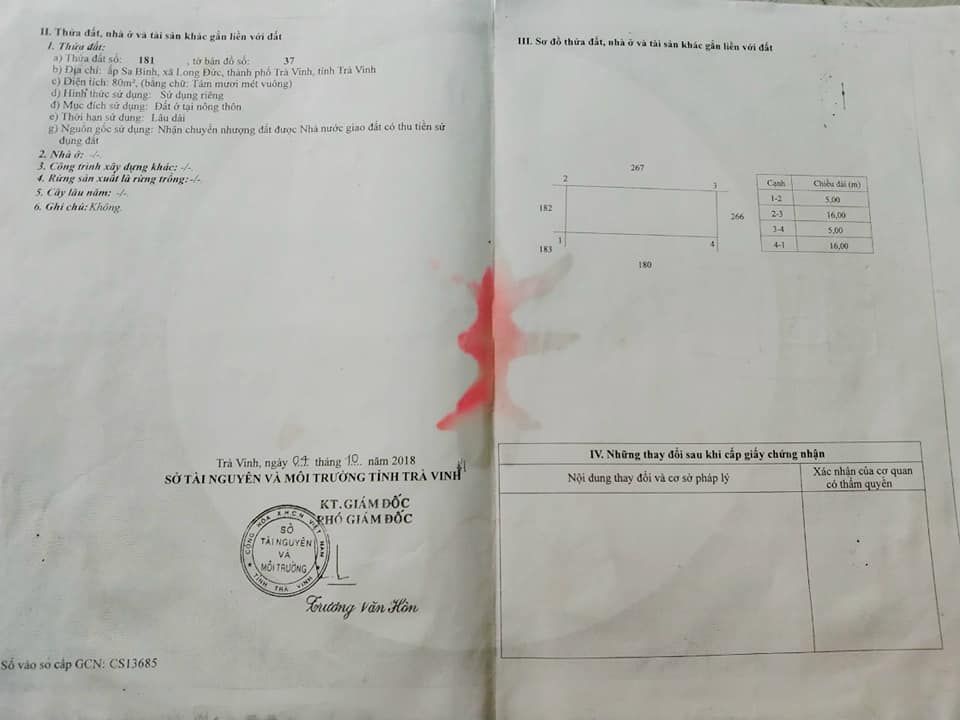 II. Thửa đất, nhà ở và tài sản khác gắn liền với đất
1. Thửa đất:
a) Thửa đất số: 181 , tờ bản đồ số: 37
b) Địa chỉ: ấp Sa Bình, xã Long Đức, thành phố Trà Vinh, tỉnh Trà Vinh
c) Diện tích: 80m², (bằng chữ: Tám mươi mét vuông)
d) Hình thức sử dụng: Sử dụng riêng
đ) Mục đích sử dụng: Đất ở tại nông thôn
e) Thời hạn sử dụng: Lâu dài
g) Nguồn gốc sử dụng: Nhận chuyển nhượng đất được Nhà nước giao đất có thu tiền sử
dụng đất
2. Nhà ở: -/-.
3. Công trình xây dựng khác: -/-.
4. Rừng sản xuất là rừng trồng:-/-.
5. Cây lâu năm: -/-.
6. Ghi chú: Không.
Trà Vinh, ngày tháng 10 năm 2018
SỞ TÀI NGUYÊN VÀ MÔI TRƯỜNG TỈNH TRÀ VINH
KT. GIÁM ĐỐC
PHÓ GIÁM ĐỐC
CỘNG HÒA X.H.C.N VIỆT NAM
SỞ
TÀI NGUYÊN
VÀ
MÔI TRƯỜNG
TỈNH TRÀ VINH
Trương Văn Hôn
Số vào sổ cấp GCN: CS13685
III. Sơ đồ thửa đất, nhà ở và tài sản khác gắn liền với đất
267
2
3
182
266
1
4
183
180
Cạnh Chiều dài (m)
1-2 5,00
2-3 16,00
3-4 5,00
4-1 16,00
IV. Những thay đổi sau khi cấp giấy chứng nhận
Nội dung thay đổi và cơ sở pháp lý
Xác nhận của cơ quan
có thẩm quyền